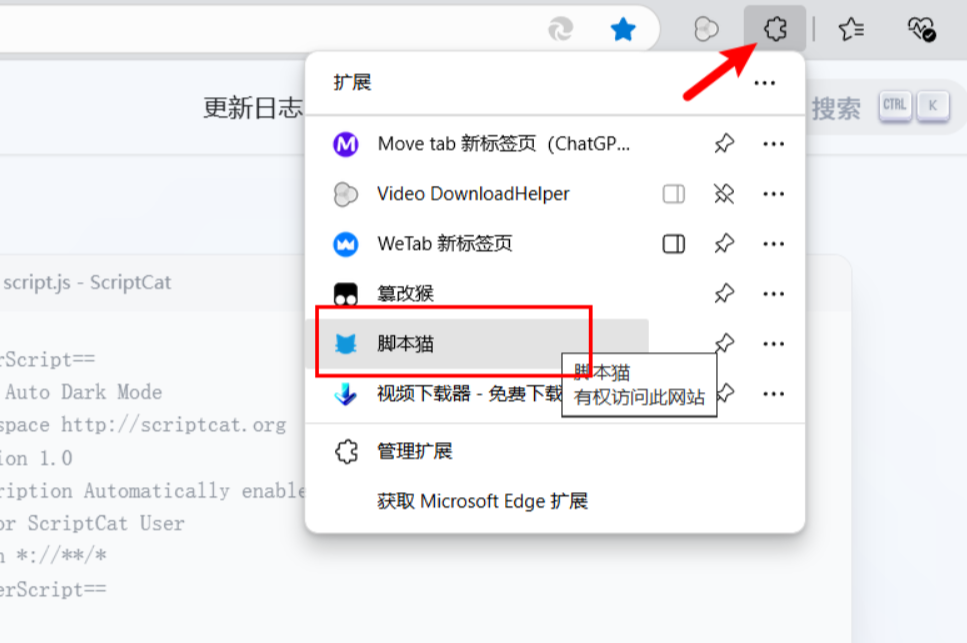 扩展
更新日志
搜索
CTRL
K
Move tab 新标签页（ChatGP...
Video DownloadHelper
WeTab 新标签页
篡改猴
脚本猫
脚本猫
有权访问此网站
视频下载器 - 免费下载
管理扩展
获取 Microsoft Edge 扩展
script.js - ScriptCat
rScript==
Auto Dark Mode
space http://scriptcat.org
ion 1.0
ription Automatically enable
or ScriptCat User
n *://**/*
erScript==